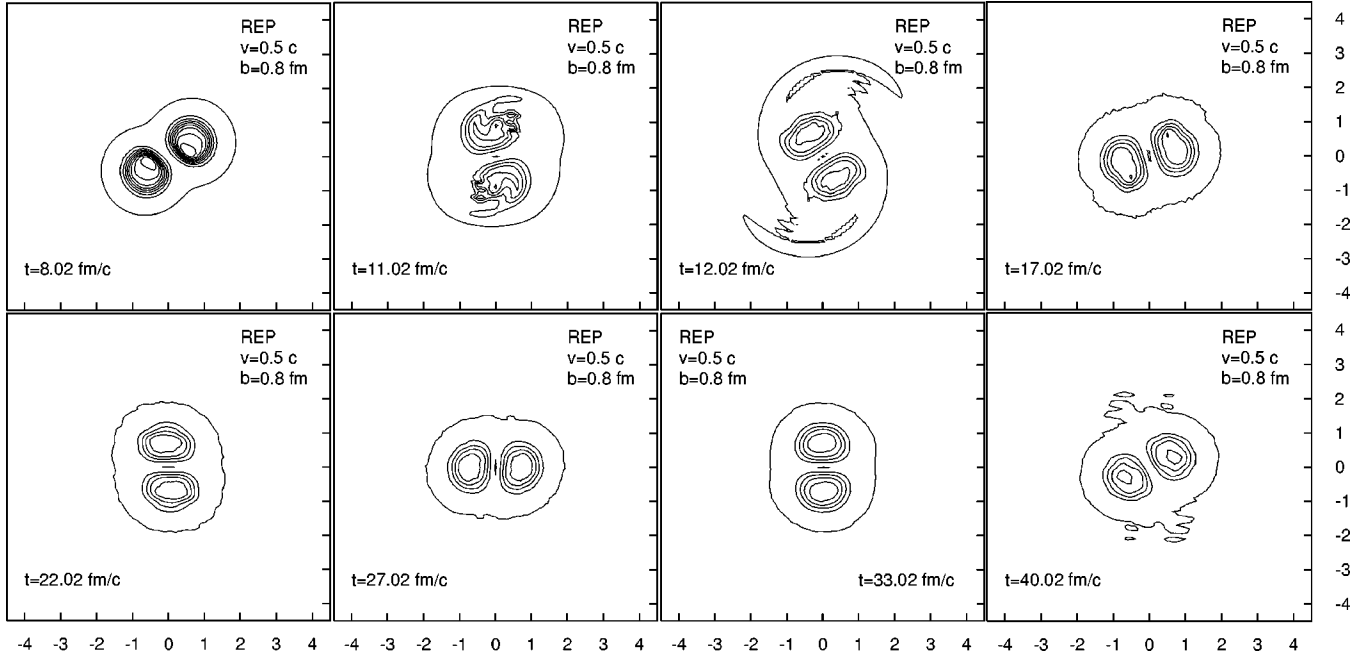 REP
v=0.5 c
b=0.8 fm
t=8.02 fm/c
REP
v=0.5 c
b=0.8 fm
t=11.02 fm/c
REP
v=0.5 c
b=0.8 fm
t=12.02 fm/c
REP
v=0.5 c
b=0.8 fm
t=17.02 fm/c
4
3
2
1
0
-1
-2
-3
-4
REP
v=0.5 c
b=0.8 fm
t=22.02 fm/c
REP
v=0.5 c
b=0.8 fm
t=27.02 fm/c
REP
v=0.5 c
b=0.8 fm
t=33.02 fm/c
REP
v=0.5 c
b=0.8 fm
t=40.02 fm/c
4
3
2
1
0
-1
-2
-3
-4
-4 -3 -2 -1 0 1 2 3 4 -4 -3 -2 -1 0 1 2 3 4 -4 -3 -2 -1 0 1 2 3 4 -4 -3 -2 -1 0 1 2 3 4